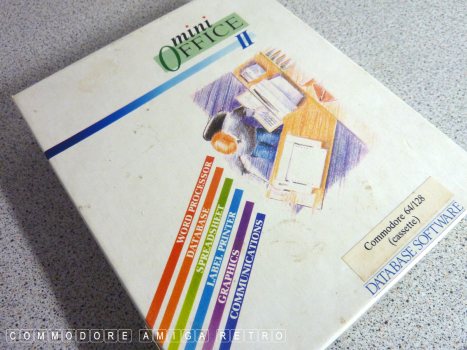 mini
OFFICE
II
WORD PROCESSOR
DATABASE
SPREADSHEET
LABEL PRINTER
GRAPHICS
COMMUNICATIONS
Commodore 64/128
(cassette)
DATABASE SOFTWARE
COMMODORE AMIGA RETRO